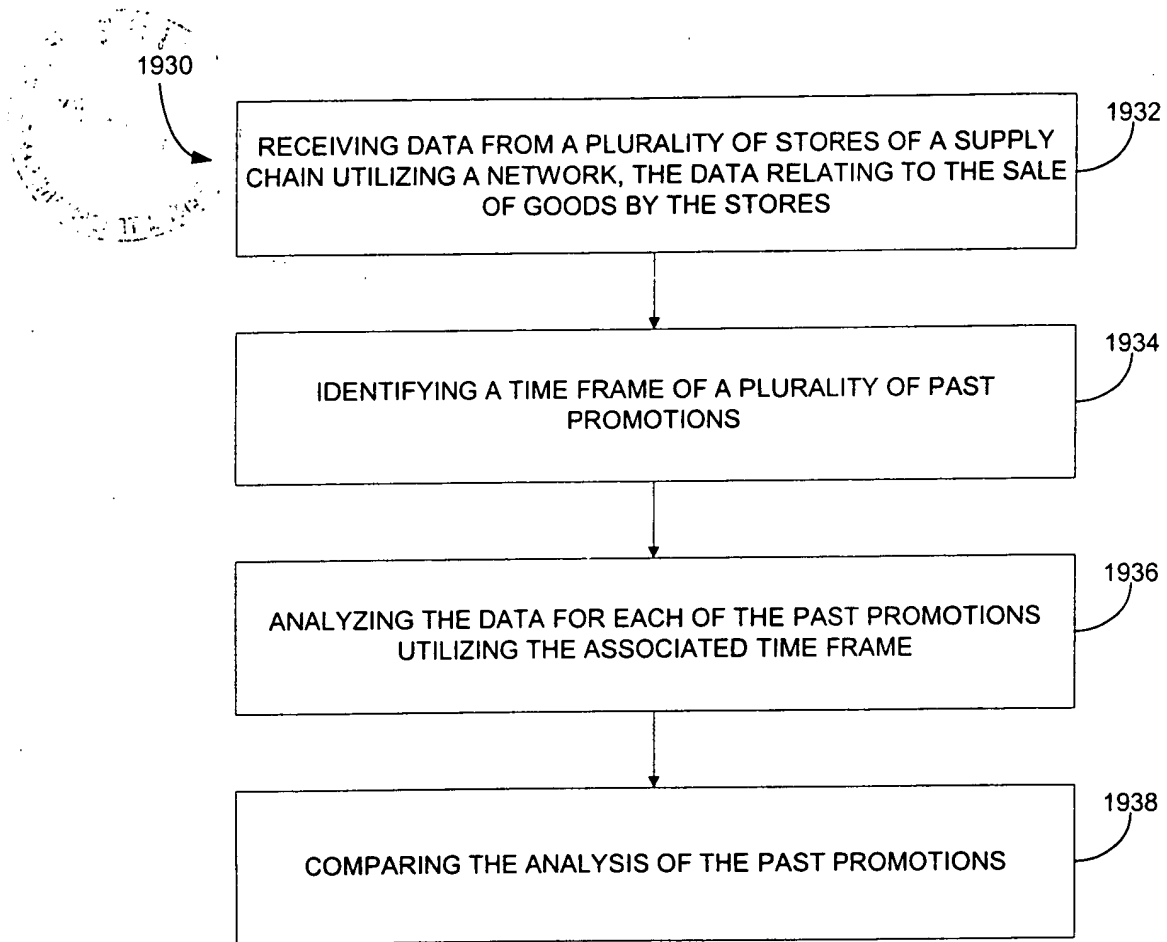 1930
1932
RECEIVING DATA FROM A PLURALITY OF STORES OF A SUPPLY
CHAIN UTILIZING A NETWORK, THE DATA RELATING TO THE SALE
OF GOODS BY THE STORES
1934
IDENTIFYING A TIME FRAME OF A PLURALITY OF PAST
PROMOTIONS
1936
ANALYZING THE DATA FOR EACH OF THE PAST PROMOTIONS
UTILIZING THE ASSOCIATED TIME FRAME
1938
COMPARING THE ANALYSIS OF THE PAST PROMOTIONS